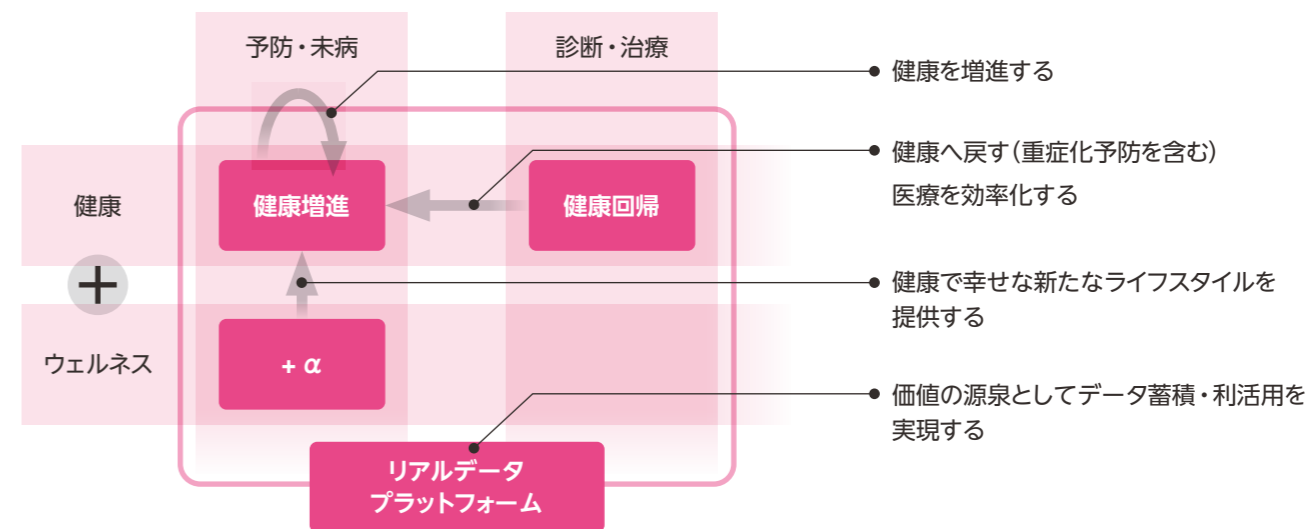 予防・未病
診断・治療
健康
＋
ウェルネス
健康増進
健康回帰
+ α
リアルデータ
プラットフォーム
健康を増進する
健康へ戻す（重症化予防を含む）
医療を効率化する
健康で幸せな新たなライフスタイルを
提供する
価値の源泉としてデータ蓄積・利活用を
実現する